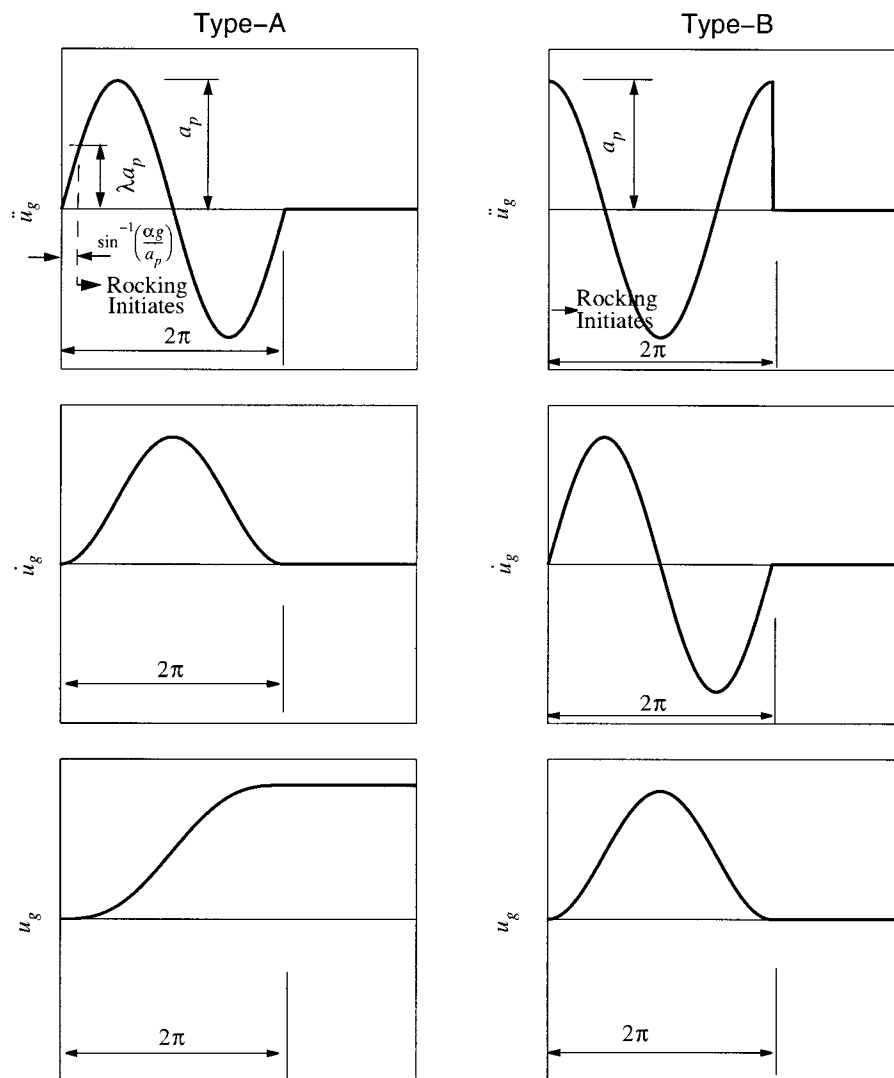 Type–A
Type–B
a_p
λa_p
ü_g
sin⁻¹(αg/a_p)
Rocking
Initiates
2π
a_p
ü_g
Rocking
Initiates
2π
u̇_g
2π
u̇_g
2π
u_g
2π
u_g
2π